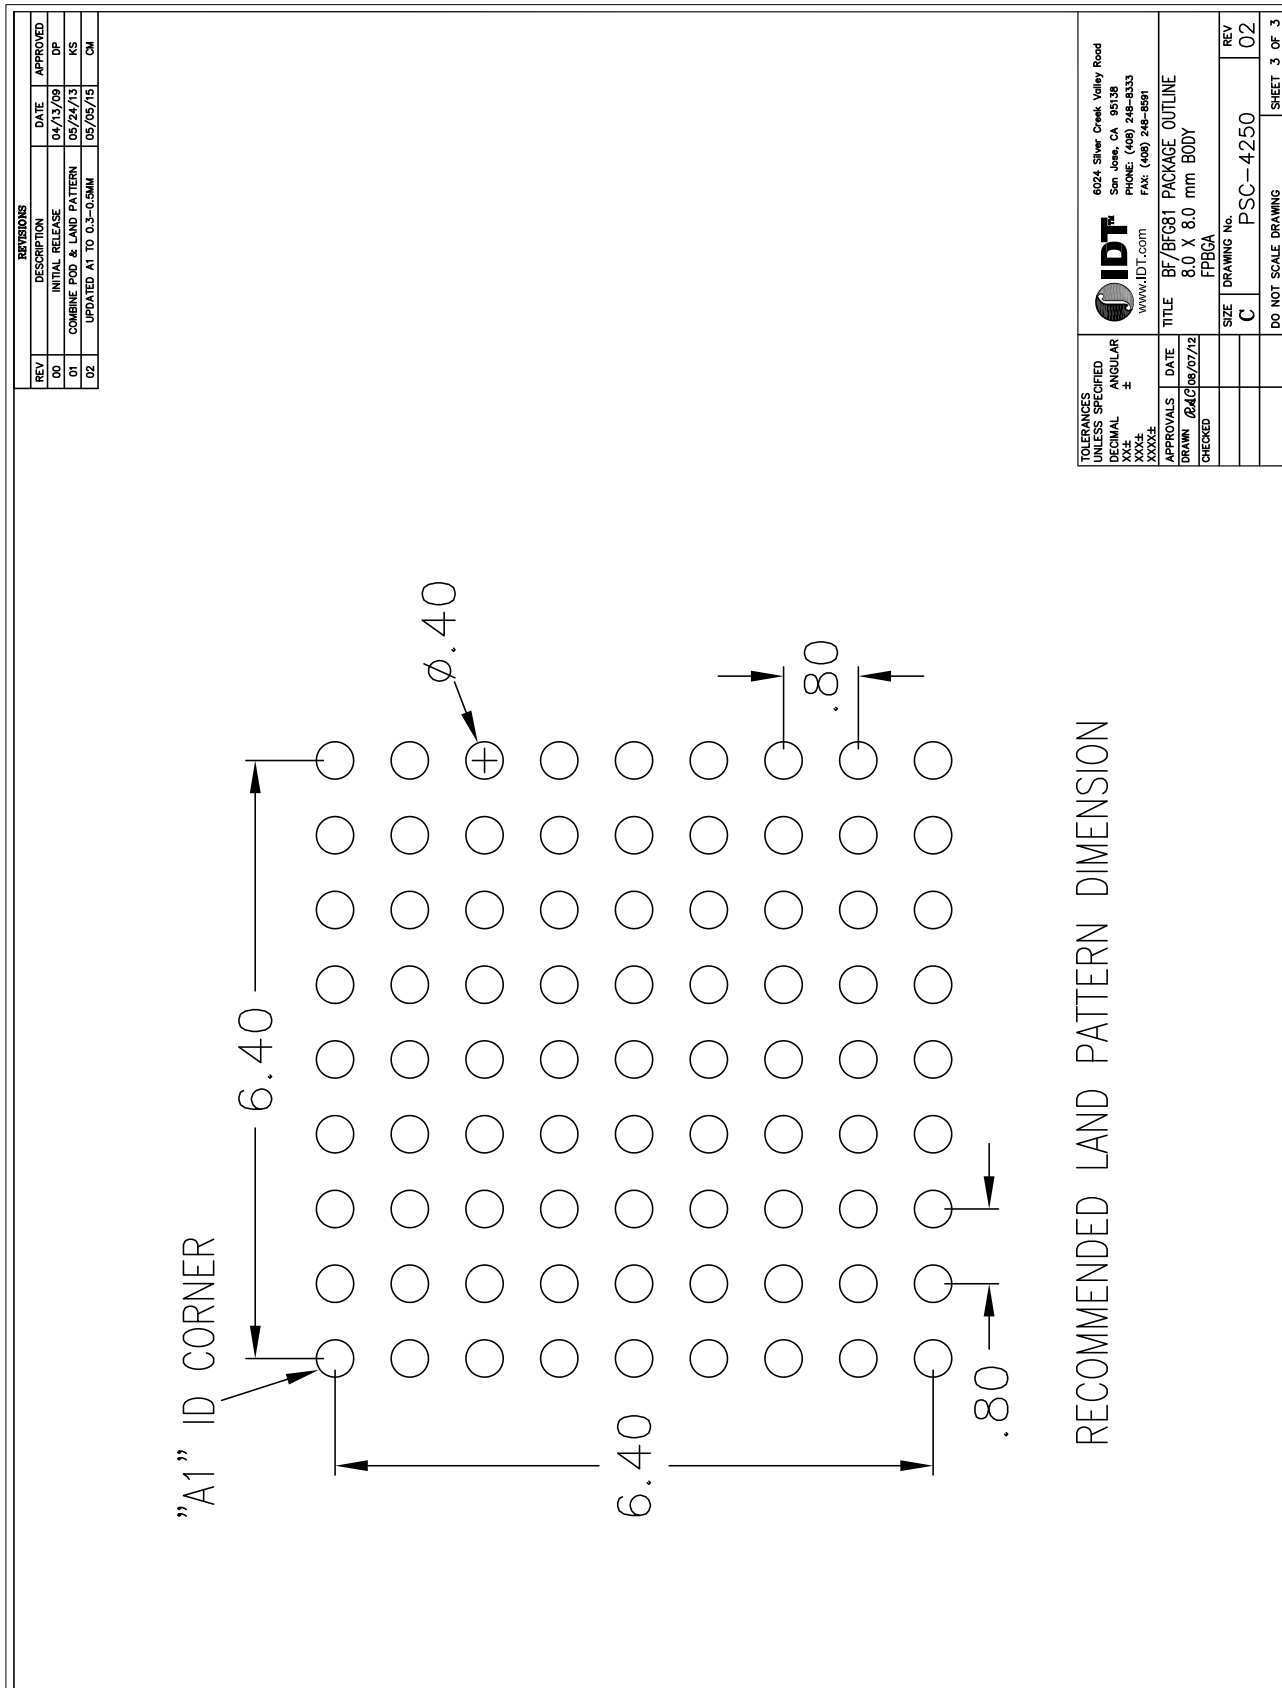 REVISIONS
REV DESCRIPTION DATE APPROVED
00 INITIAL RELEASE 04/13/09 DP
01 COMBINE POD & LAND PATTERN 05/24/13 KS
02 UPDATED A1 TO 0.3-0.5MM 05/05/15 CM
"A1" ID CORNER
6.40
ø.40
6.40
.80
.80
RECOMMENDED LAND PATTERN DIMENSION
TOLERANCES
UNLESS SPECIFIED
DECIMAL ANGULAR
XX± ±
XXX±
XXXX±
IDT™
www.IDT.com
6024 Silver Creek Valley Road
San Jose, CA 95138
PHONE: (408) 248-8333
FAX: (408) 248-8591
APPROVALS DATE
DRAWN RAC 08/07/12
CHECKED
TITLE BF/BFG81 PACKAGE OUTLINE
8.0 X 8.0 mm BODY
FPBGA
SIZE DRAWING No. REV
C PSC-4250 02
DO NOT SCALE DRAWING SHEET 3 OF 3